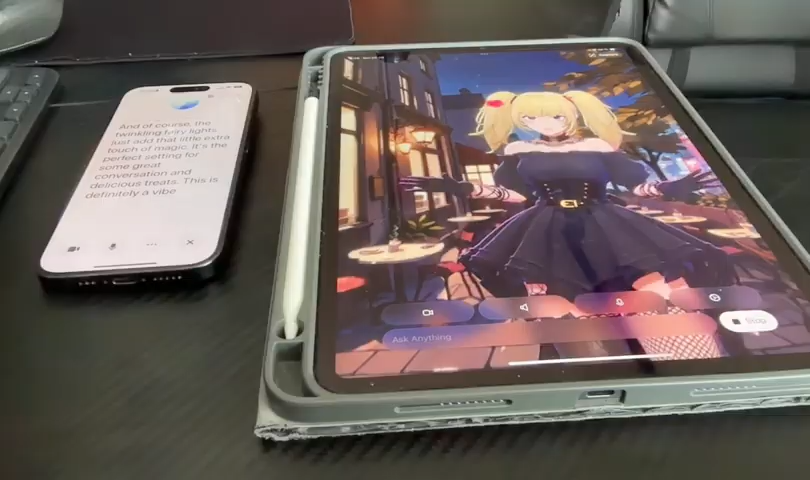 And of course, the
twinkling fairy lights
just add that little extra
touch of magic. It's the
perfect setting for
some great
conversation and
delicious treats. This is
definitely a vibe
Ask Anything
Stop